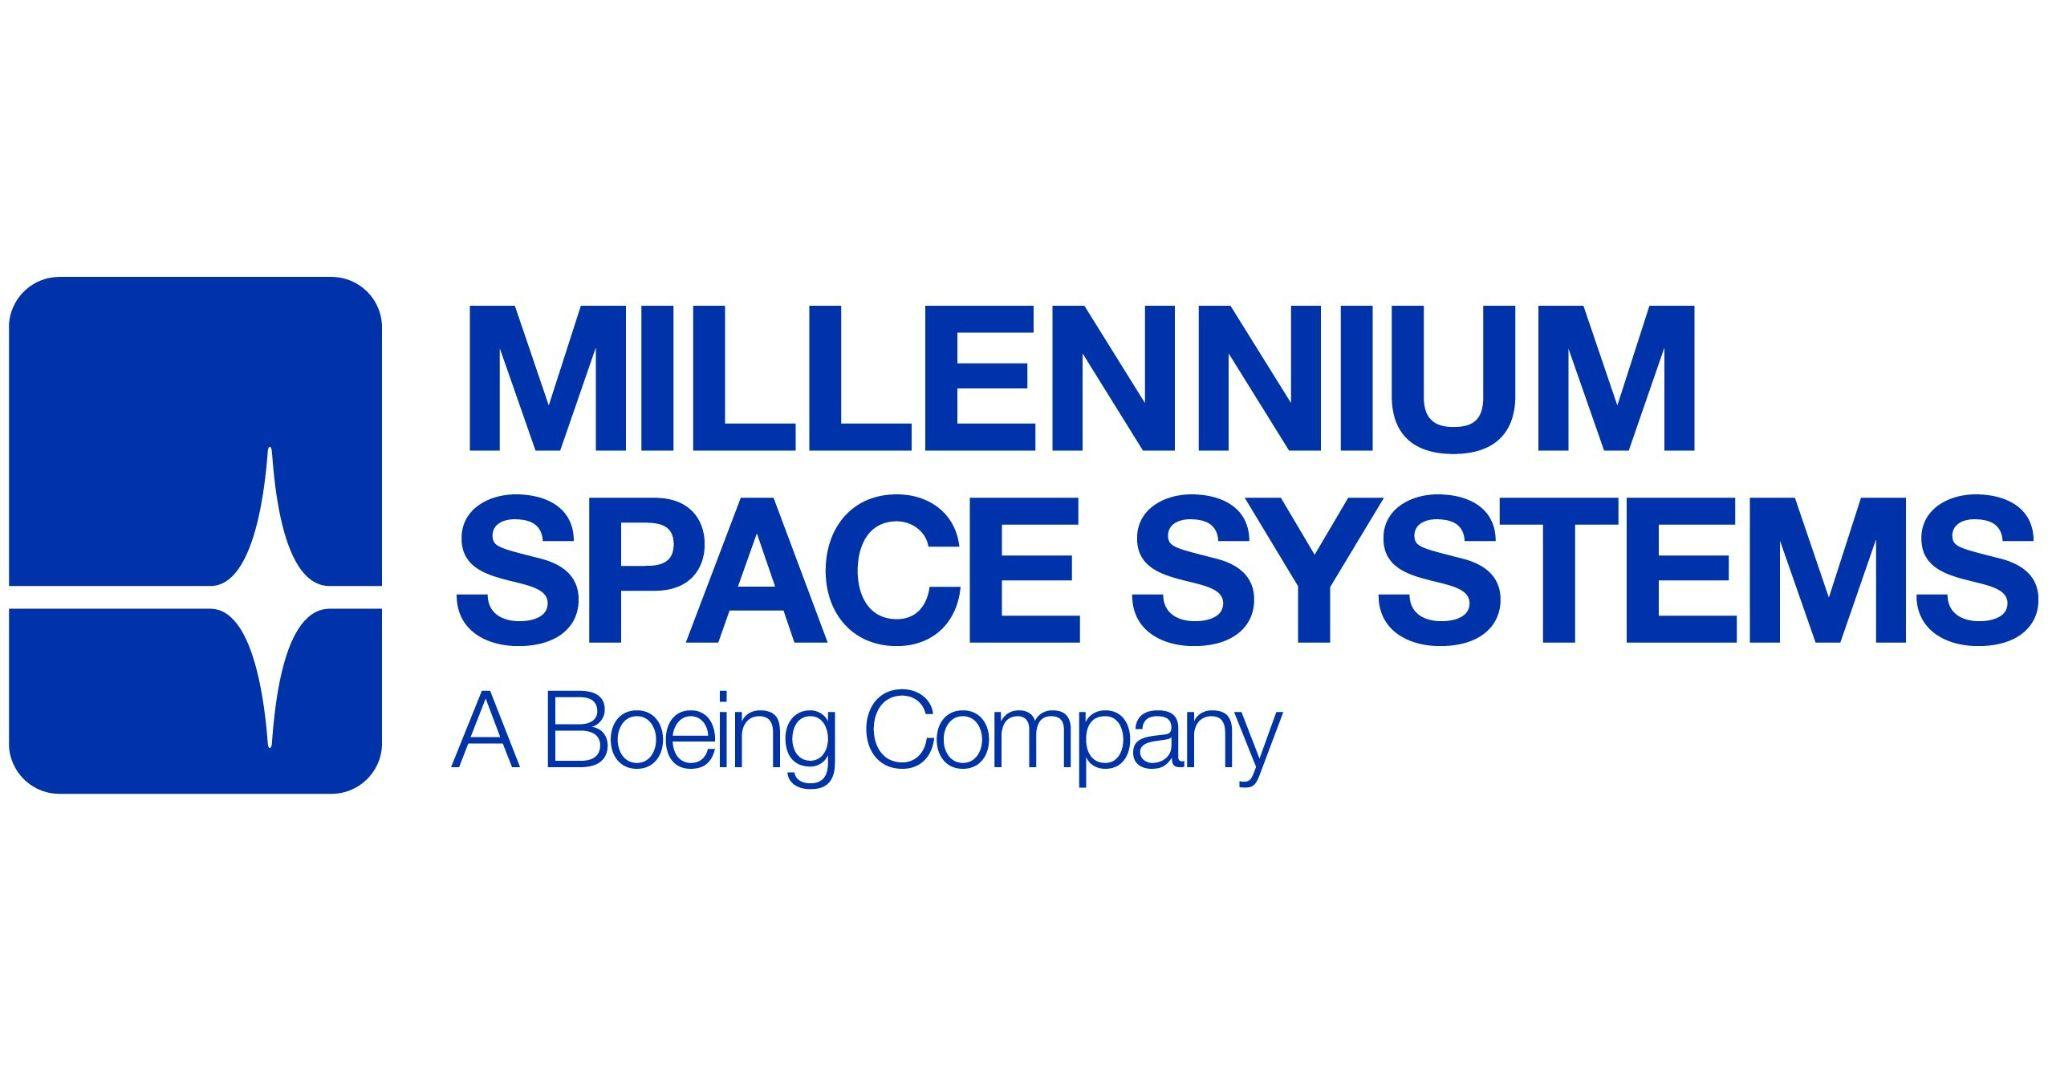 MILLENNIUM
SPACE SYSTEMS
A Boeing Company